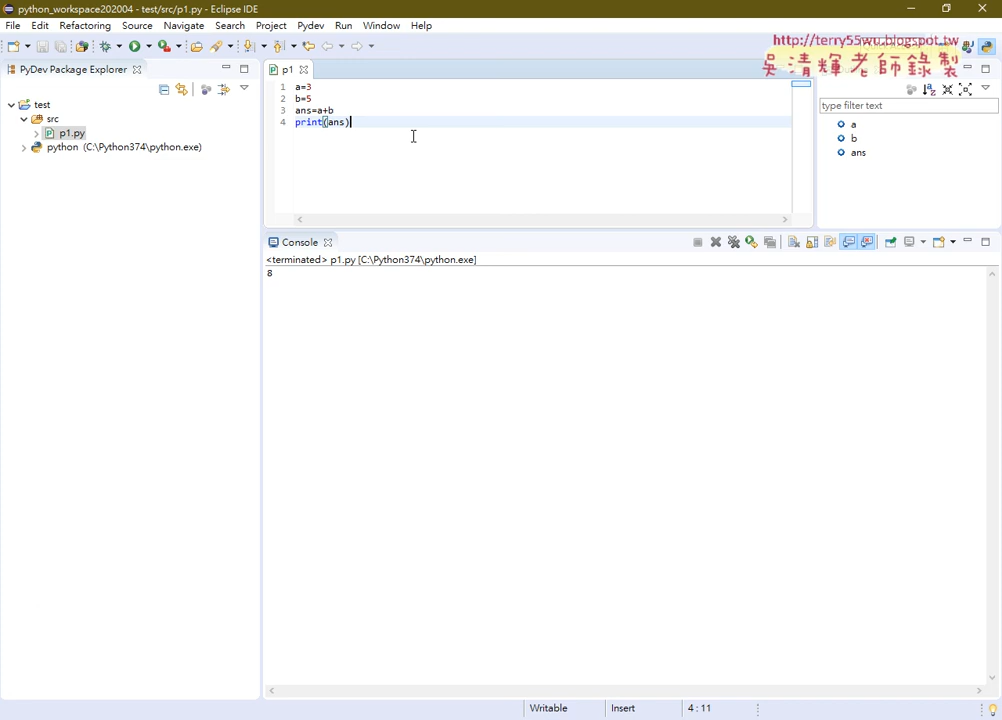 python_workspace202004 - test/src/p1.py - Eclipse IDE
File Edit Refactoring Source Navigate Search Project Pydev Run Window Help
http://terry55wu.blogspot.tw
吳清輝老師錄製
PyDev Package Explorer
test
src
p1.py
python (C:\Python374\python.exe)
p1
1 a=3
2 b=5
3 ans=a+b
4 print(ans)
type filter text
a
b
ans
Console
<terminated> p1.py [C:\Python374\python.exe]
8
Writable Insert 4 : 11